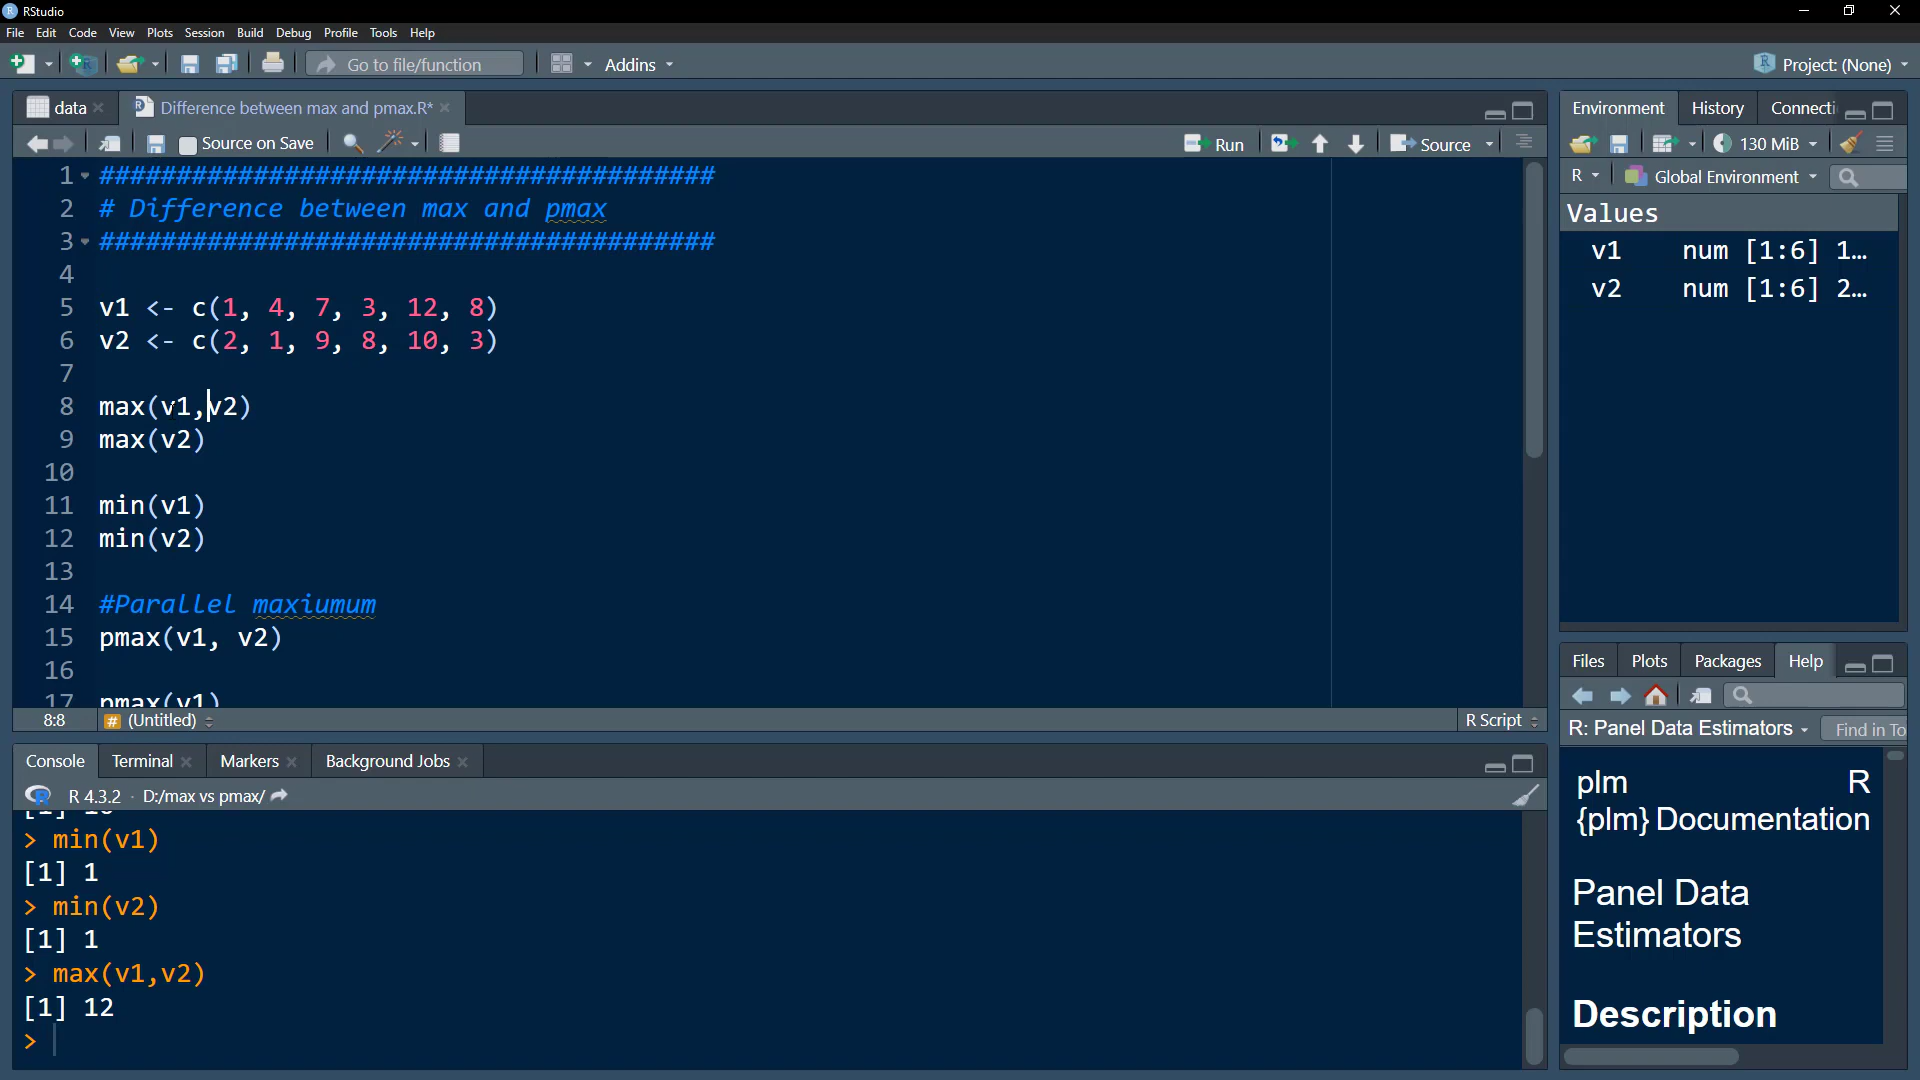 RStudio
File Edit Code View Plots Session Build Debug Profile Tools Help
Go to file/function Addins Project: (None)
data Difference between max and pmax.R*
Source on Save Run Source
1 ########################################
2 # Difference between max and pmax
3 ########################################
4
5 v1 <- c(1, 4, 7, 3, 12, 8)
6 v2 <- c(2, 1, 9, 8, 10, 3)
7
8 max(v1,v2)
9 max(v2)
10
11 min(v1)
12 min(v2)
13
14 #Parallel maxiumum
15 pmax(v1, v2)
16
17 pmax(v1)
8:8 # (Untitled) R Script
Console Terminal Markers Background Jobs
R 4.3.2 · D:/max vs pmax/
> min(v1)
[1] 1
> min(v2)
[1] 1
> max(v1,v2)
[1] 12
>
Environment History Connecti
130 MiB
R Global Environment
Values
v1 num [1:6] 1…
v2 num [1:6] 2…
Files Plots Packages Help
R: Panel Data Estimators Find in To
plm R
{plm} Documentation
Panel Data
Estimators
Description